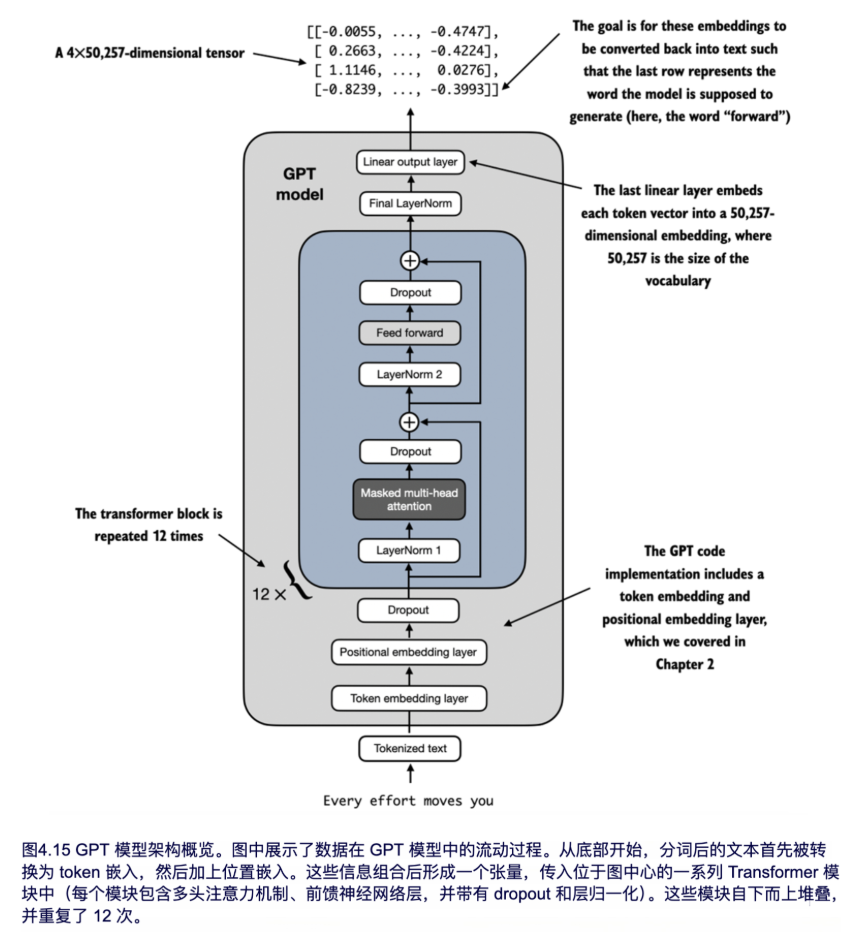 [[-0.0055, ..., -0.4747],
[ 0.2663, ..., -0.4224],
[ 1.1146, ..., 0.0276],
[-0.8239, ..., -0.3993]]
A 4×50,257-dimensional tensor
The goal is for these embeddings to
be converted back into text such
that the last row represents the
word the model is supposed to
generate (here, the word “forward”)
GPT
model
Linear output layer
Final LayerNorm
The last linear layer embeds
each token vector into a 50,257-
dimensional embedding, where
50,257 is the size of the
vocabulary
+
Dropout
Feed forward
LayerNorm 2
+
Dropout
Masked multi-head
attention
LayerNorm 1
The transformer block is
repeated 12 times
12 ×
{
Dropout
Positional embedding layer
Token embedding layer
The GPT code
implementation includes a
token embedding and
positional embedding layer,
which we covered in
Chapter 2
Tokenized text
Every effort moves you
图4.15 GPT 模型架构概览。图中展示了数据在 GPT 模型中的流动过程。从底部开始，分词后的文本首先被转
换为 token 嵌入，然后加上位置嵌入。这些信息组合后形成一个张量，传入位于图中心的一系列 Transformer 模
块中（每个模块包含多头注意力机制、前馈神经网络层，并带有 dropout 和层归一化）。这些模块自下而上堆叠，
并重复了 12 次。